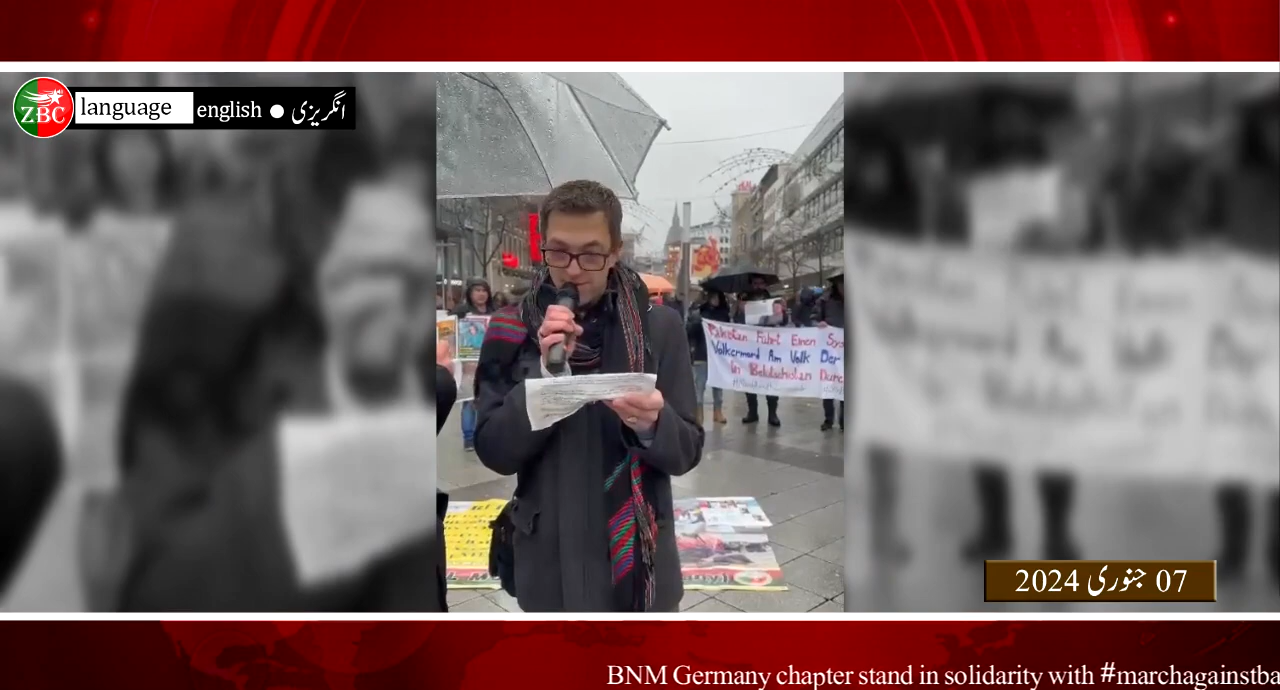 ZBC
language
english ● انگریزی
Pakistan Führt Einen Sys
Völkermord Am Volk Der
In Belutschistan Durc
07 جنوری 2024
BNM Germany chapter stand in solidarity with #marchagainstba